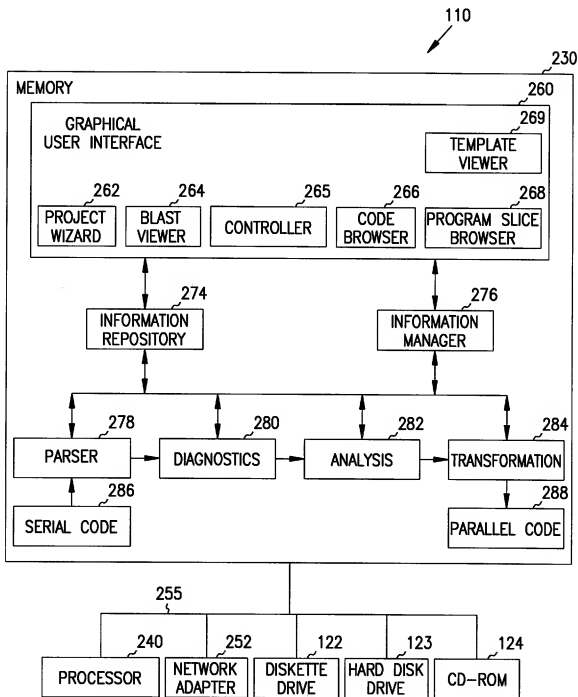 110
230
MEMORY
260
GRAPHICAL
USER INTERFACE
269
TEMPLATE
VIEWER
262
PROJECT
WIZARD
264
BLAST
VIEWER
265
CONTROLLER
266
CODE
BROWSER
268
PROGRAM SLICE
BROWSER
274
INFORMATION
REPOSITORY
276
INFORMATION
MANAGER
278
PARSER
280
DIAGNOSTICS
282
ANALYSIS
284
TRANSFORMATION
286
SERIAL CODE
288
PARALLEL CODE
255
240
PROCESSOR
252
NETWORK
ADAPTER
122
DISKETTE
DRIVE
123
HARD DISK
DRIVE
124
CD-ROM